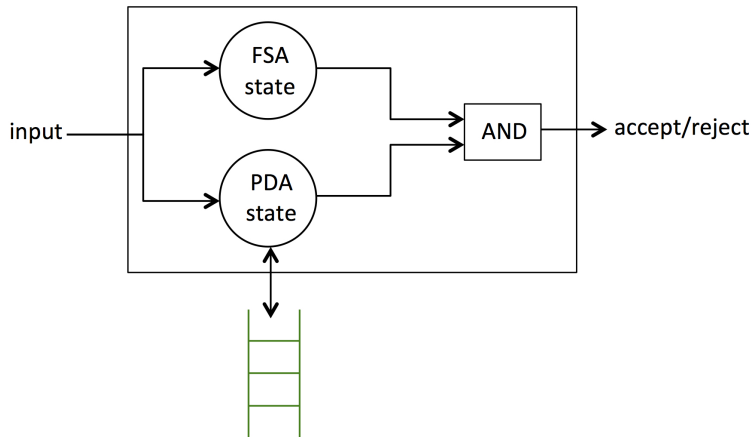 FSA
state
input
AND
accept/reject
PDA
state